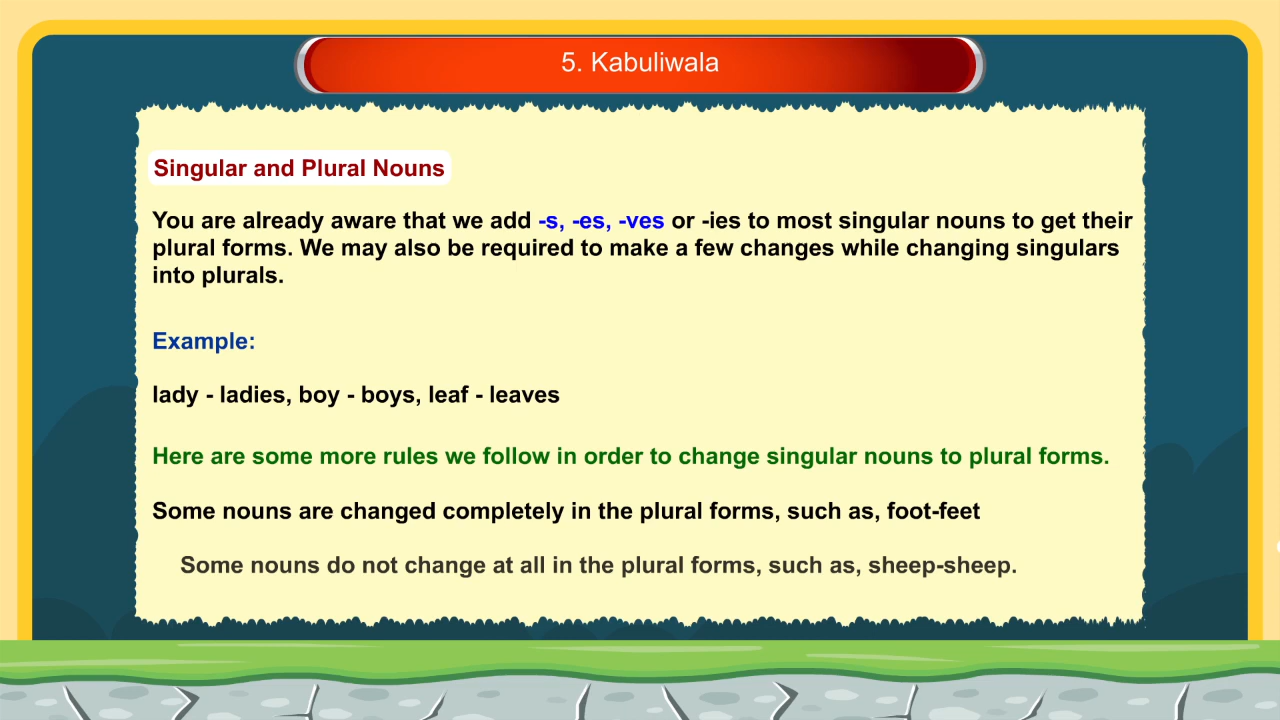 5. Kabuliwala
Singular and Plural Nouns
You are already aware that we add -s, -es, -ves or -ies to most singular nouns to get their
plural forms. We may also be required to make a few changes while changing singulars
into plurals.
Example:
lady - ladies, boy - boys, leaf - leaves
Here are some more rules we follow in order to change singular nouns to plural forms.
Some nouns are changed completely in the plural forms, such as, foot-feet
Some nouns do not change at all in the plural forms, such as, sheep-sheep.